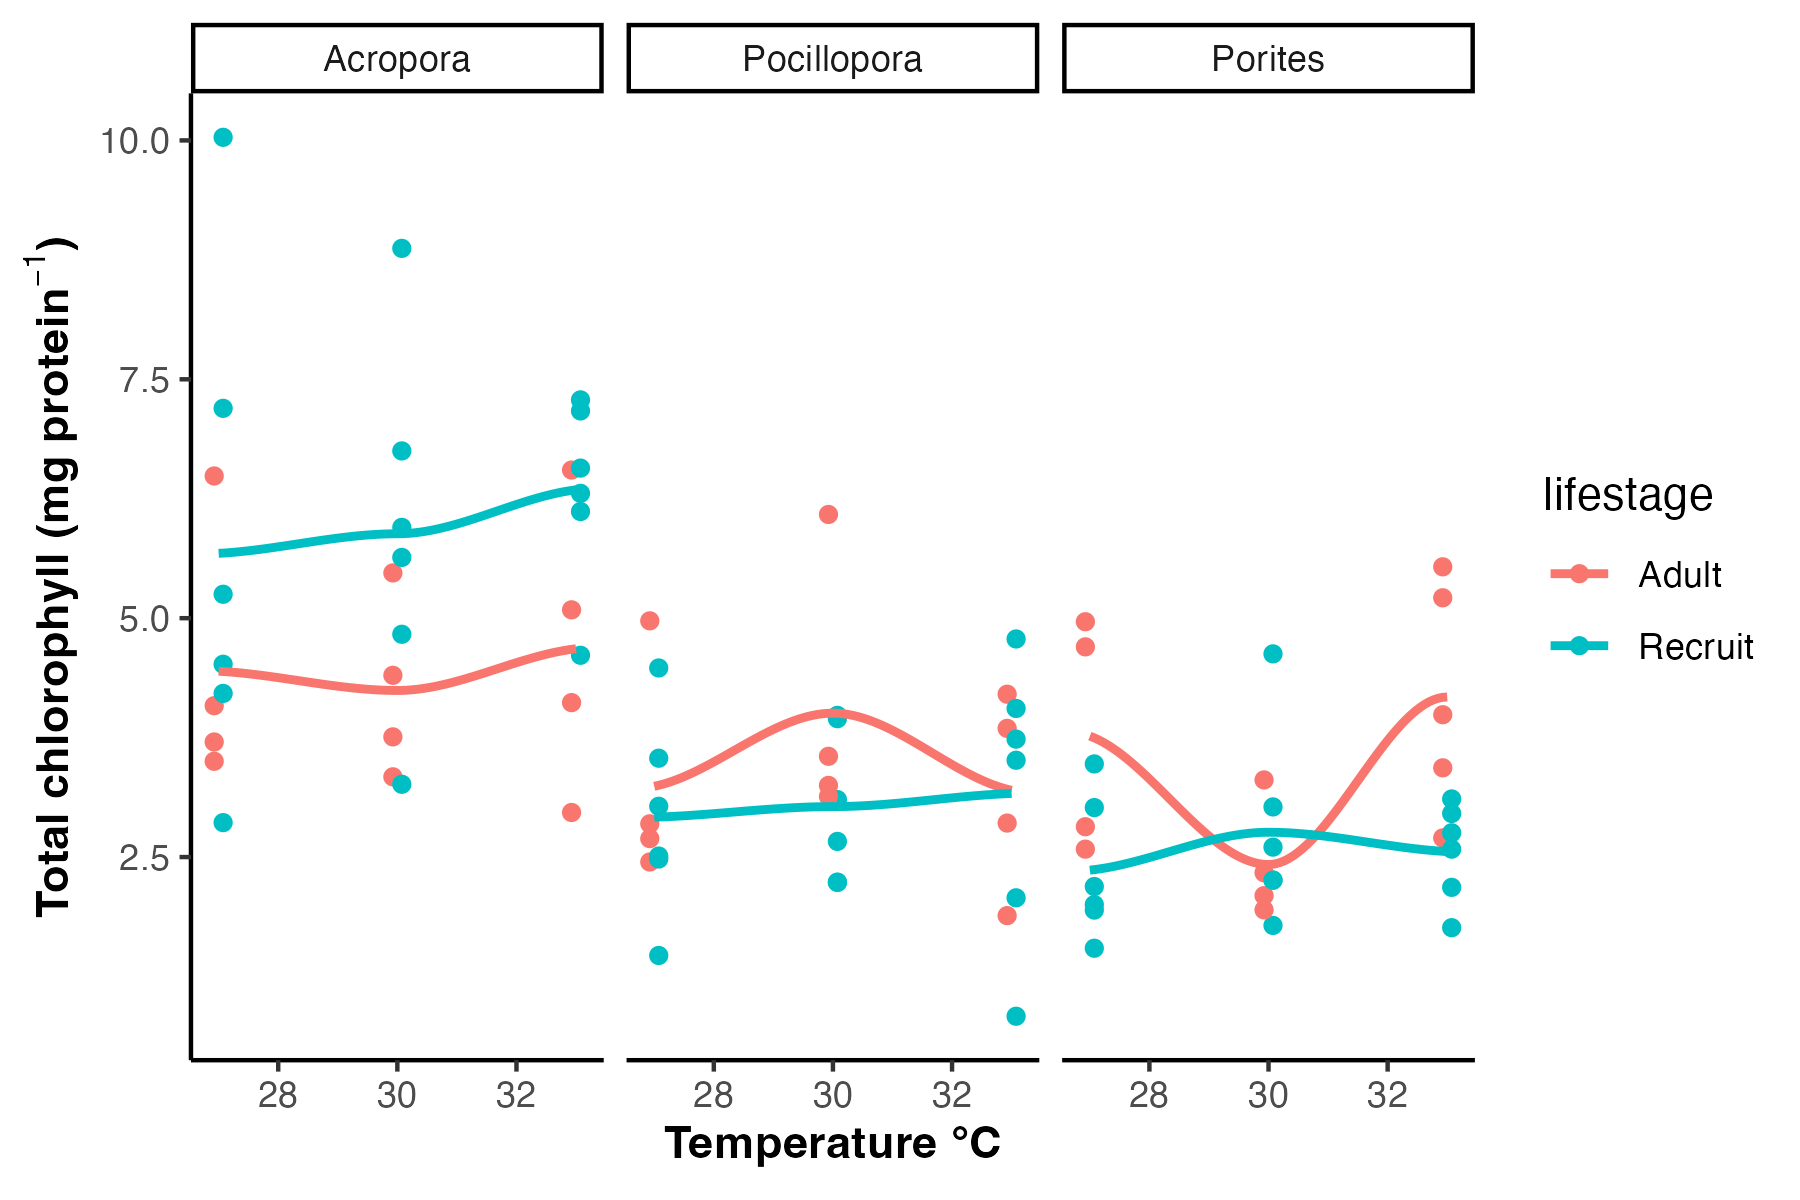 Acropora
Pocillopora
Porites
10.0
7.5
5.0
2.5
Total chlorophyll (mg protein⁻¹)
28 30 32
28 30 32
28 30 32
Temperature °C
lifestage
Adult
Recruit